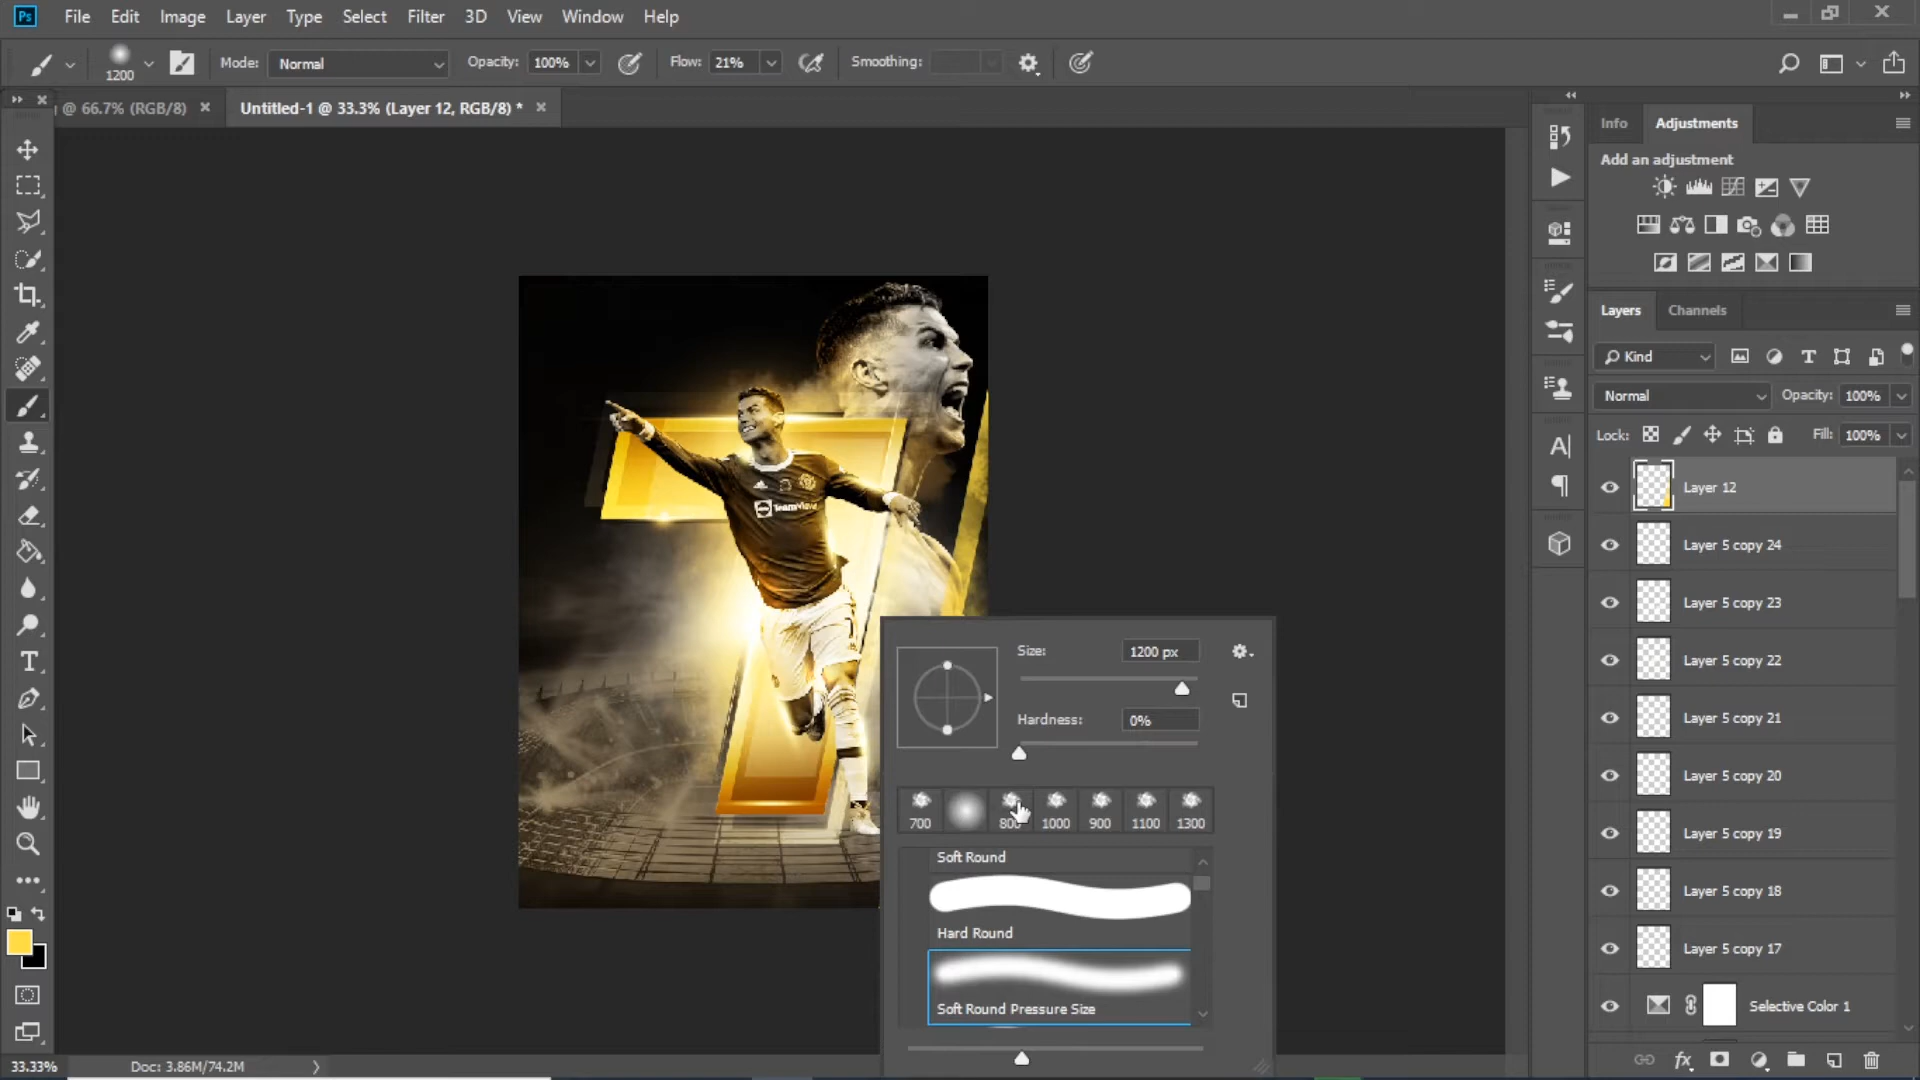 Ps File Edit Image Layer Type Select Filter 3D View Window Help
1200 Mode: Normal Opacity: 100% Flow: 21% Smoothing:
@ 66.7% (RGB/8) Untitled-1 @ 33.3% (Layer 12, RGB/8) *
Info Adjustments
Add an adjustment
Layers Channels
Kind
Normal Opacity: 100%
Lock: Fill: 100%
Layer 12
Layer 5 copy 24
Layer 5 copy 23
Layer 5 copy 22
Layer 5 copy 21
Layer 5 copy 20
Layer 5 copy 19
Layer 5 copy 18
Layer 5 copy 17
Selective Color 1
TeamViewer
Size: 1200 px
Hardness: 0%
700 800 1000 900 1100 1300
Soft Round
Hard Round
Soft Round Pressure Size
33.33% Doc: 3.86M/74.2M